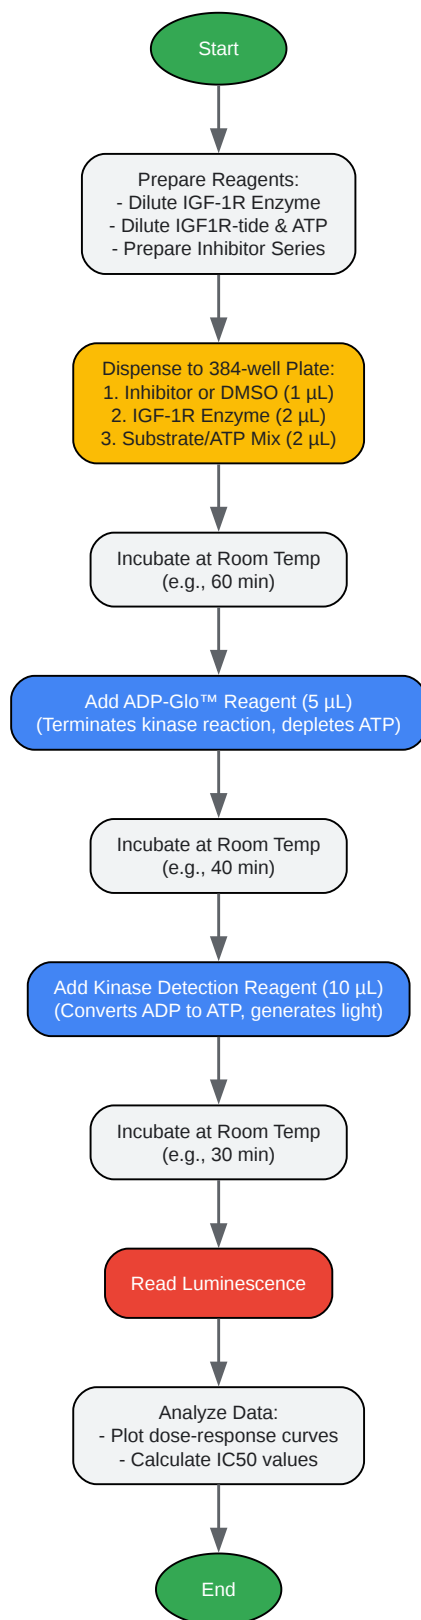 Start
Prepare Reagents:
- Dilute IGF-1R Enzyme
- Dilute IGF1R-tide & ATP
- Prepare Inhibitor Series
Dispense to 384-well Plate:
1. Inhibitor or DMSO (1 µL)
2. IGF-1R Enzyme (2 µL)
3. Substrate/ATP Mix (2 µL)
Incubate at Room Temp
(e.g., 60 min)
Add ADP-Glo™ Reagent (5 µL)
(Terminates kinase reaction, depletes ATP)
Incubate at Room Temp
(e.g., 40 min)
Add Kinase Detection Reagent (10 µL)
(Converts ADP to ATP, generates light)
Incubate at Room Temp
(e.g., 30 min)
Read Luminescence
Analyze Data:
- Plot dose-response curves
- Calculate IC50 values
End